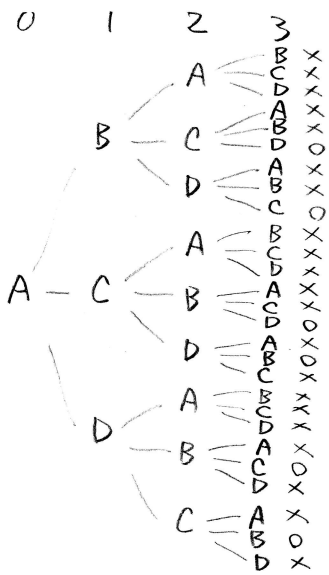 0 1 2 3
B ×
A C ×
D ×
A ×
B C B ×
D ○
A ×
D B ×
C ○
B ×
A C ×
D ×
A ×
A C B C ×
D ○
A ×
D B ○
C ×
B ×
A C ×
D D ×
A ×
B C ○
D ×
A ×
C B ○
D ×